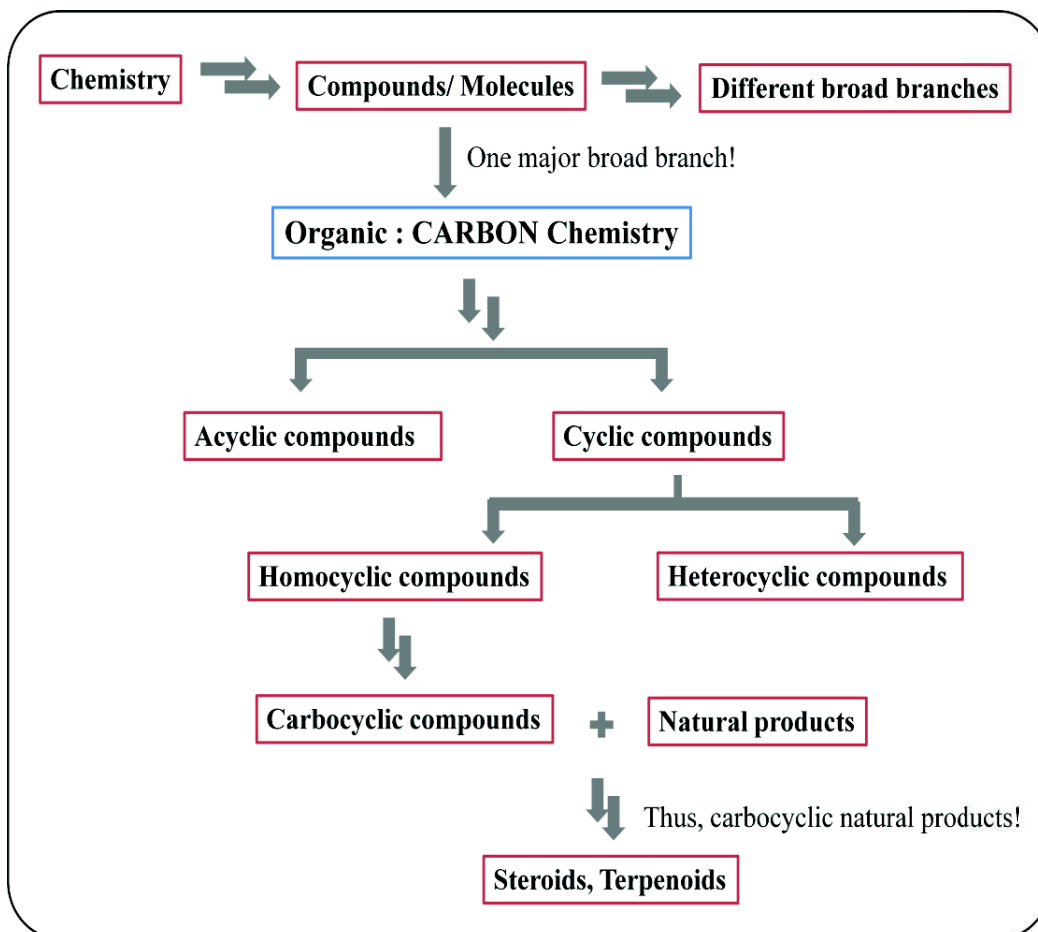 Chemistry
Compounds/ Molecules
Different broad branches
One major broad branch!
Organic : CARBON Chemistry
Acyclic compounds
Cyclic compounds
Homocyclic compounds
Heterocyclic compounds
Carbocyclic compounds
+
Natural products
Thus, carbocyclic natural products!
Steroids, Terpenoids